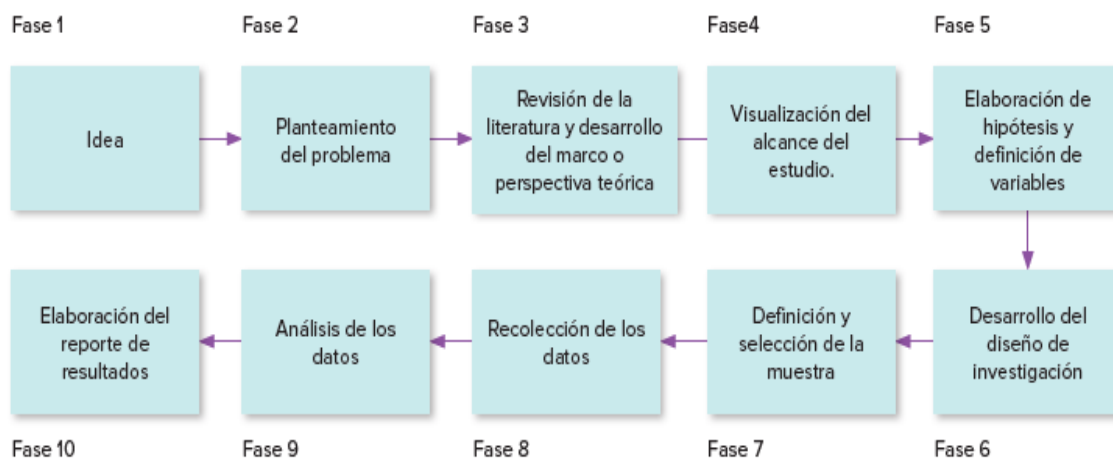 Fase 1
Fase 2
Fase 3
Fase4
Fase 5
Idea
Planteamiento
del problema
Revisión de la
literatura y desarrollo
del marco o
perspectiva teórica
Visualización del
alcance del
estudio.
Elaboración de
hipótesis y
definición de
variables
Elaboración del
reporte de
resultados
Análisis de los
datos
Recolección de los
datos
Definición y
selección de la
muestra
Desarrollo del
diseño de
investigación
Fase 10
Fase 9
Fase 8
Fase 7
Fase 6